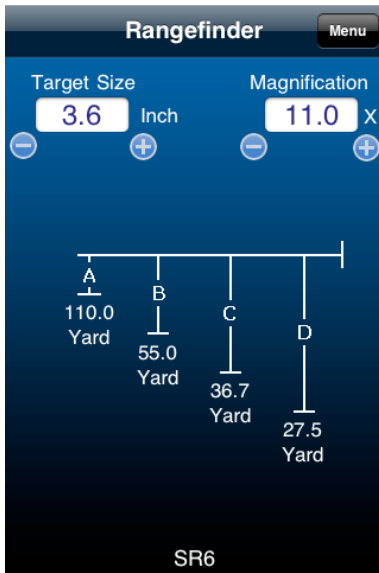 Rangefinder
Menu
Target Size
Magnification
3.6 Inch
11.0 X
A
B
C
D
110.0
Yard
55.0
Yard
36.7
Yard
27.5
Yard
SR6